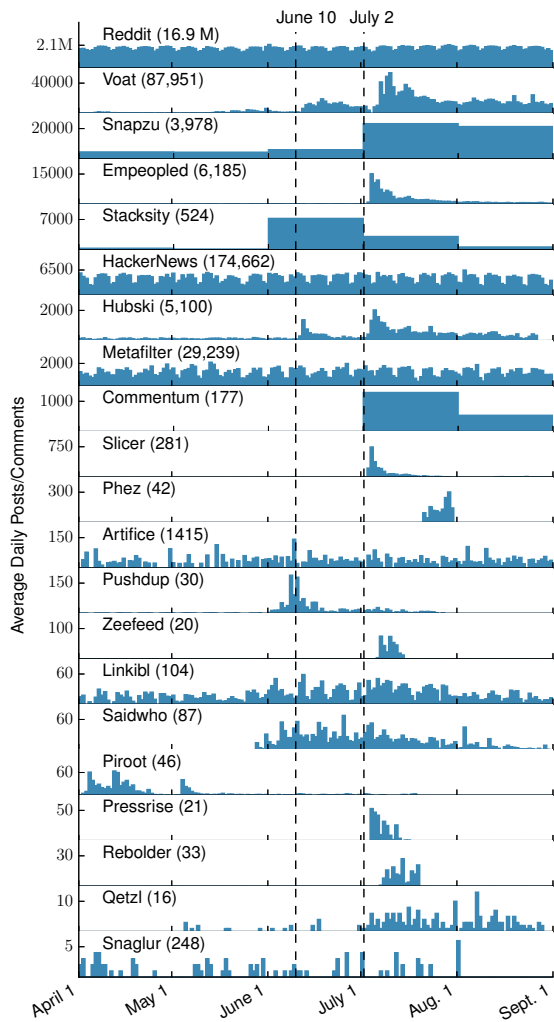 June 10 July 2
Reddit (16.9 M)
2.1M
Voat (87,951)
40000
Snapzu (3,978)
20000
Empeopled (6,185)
15000
Stacksity (524)
7000
HackerNews (174,662)
6500
Hubski (5,100)
2000
Metafilter (29,239)
2000
Commentum (177)
1000
Slicer (281)
750
Phez (42)
300
Artifice (1415)
150
Pushdup (30)
150
Zeefeed (20)
100
Linkibl (104)
60
Saidwho (87)
60
Piroot (46)
60
Pressrise (21)
50
Rebolder (33)
30
Qetzl (16)
10
Snaglur (248)
5
Average Daily Posts/Comments
April 1 May 1 June 1 July 1 Aug. 1 Sept. 1